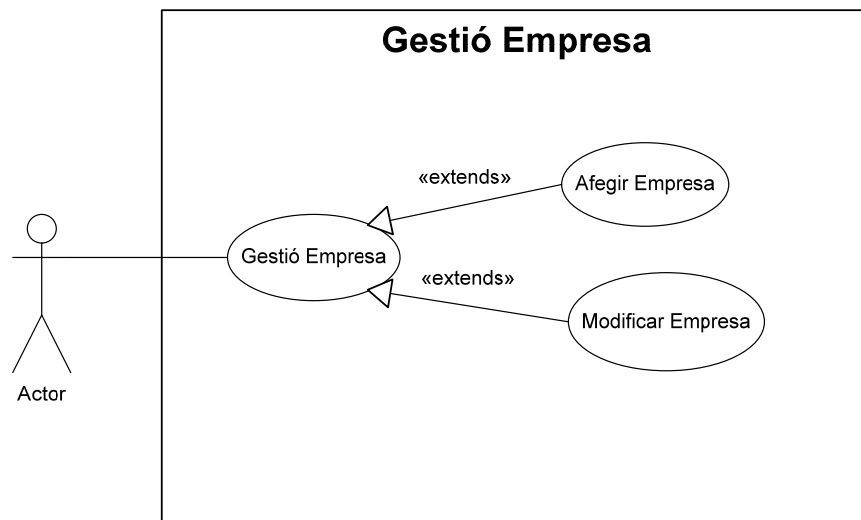 Gestió Empresa
«extends»
Afegir Empresa
Gestió Empresa
«extends»
Modificar Empresa
Actor